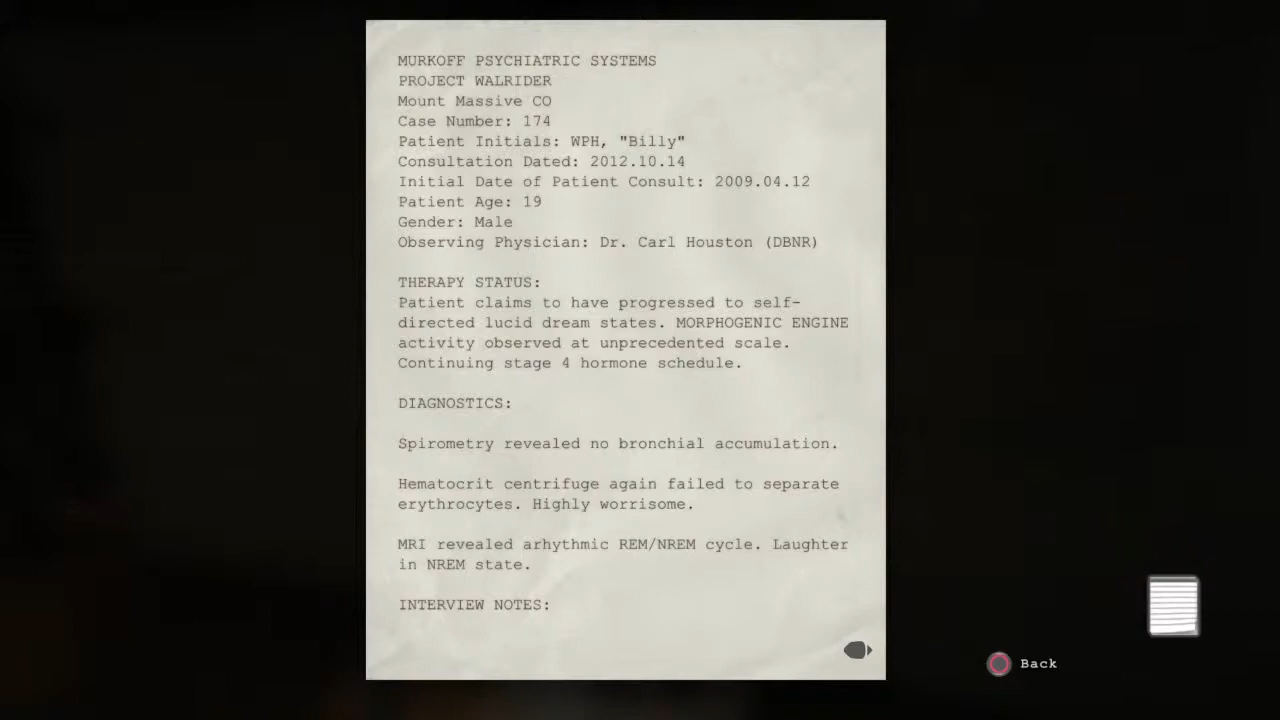 MURKOFF PSYCHIATRIC SYSTEMS
PROJECT WALRIDER
Mount Massive CO
Case Number: 174
Patient Initials: WPH, "Billy"
Consultation Dated: 2012.10.14
Initial Date of Patient Consult: 2009.04.12
Patient Age: 19
Gender: Male
Observing Physician: Dr. Carl Houston (DBNR)
THERAPY STATUS:
Patient claims to have progressed to self-
directed lucid dream states. MORPHOGENIC ENGINE
activity observed at unprecedented scale.
Continuing stage 4 hormone schedule.
DIAGNOSTICS:
Spirometry revealed no bronchial accumulation.
Hematocrit centrifuge again failed to separate
erythrocytes. Highly worrisome.
MRI revealed arhythmic REM/NREM cycle. Laughter
in NREM state.
INTERVIEW NOTES:
Back